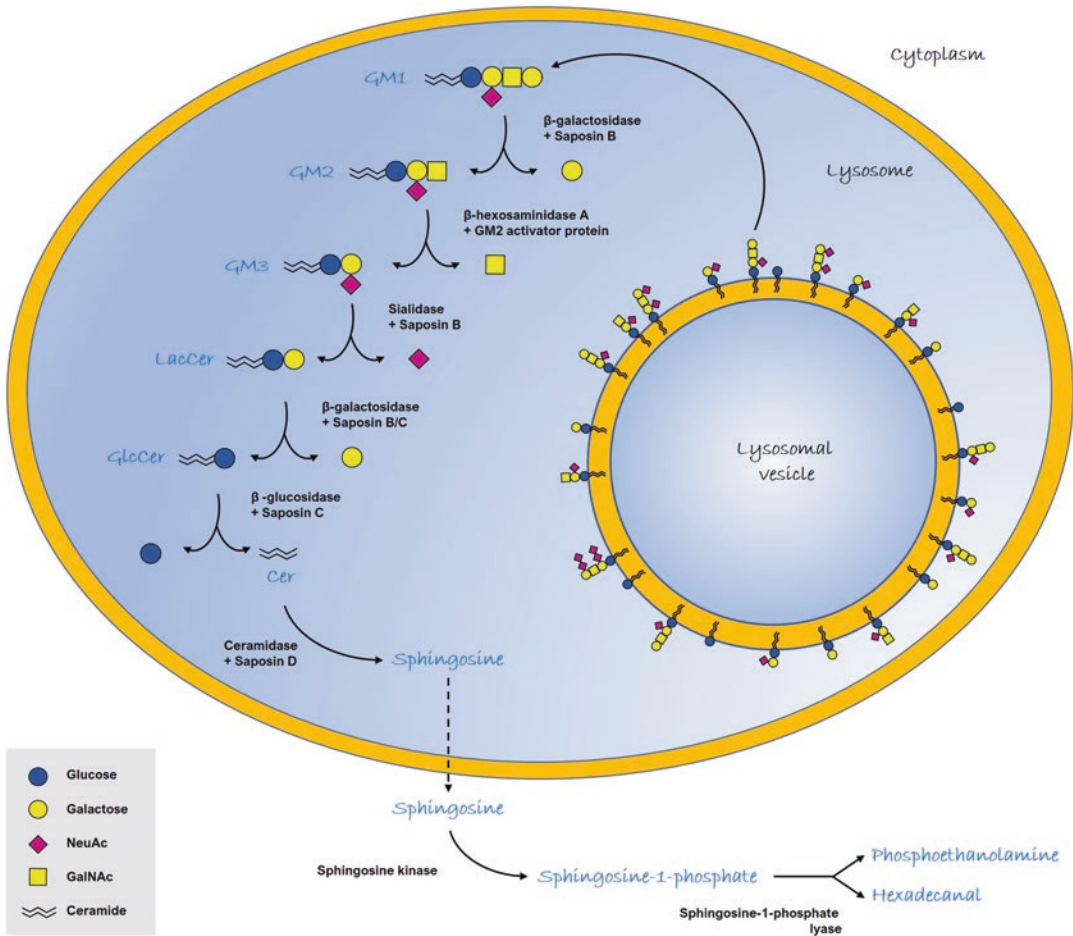 Cytoplasm
GM1
β-galactosidase
+ Saposin B
Lysosome
GM2
β-hexosaminidase A
+ GM2 activator protein
GM3
Sialidase
+ Saposin B
LacCer
β-galactosidase
+ Saposin B/C
Lysosomal
vesicle
GlcCer
β -glucosidase
+ Saposin C
Cer
Ceramidase
+ Saposin D
Sphingosine
Glucose
Galactose
NeuAc
GalNAc
Ceramide
Sphingosine
Sphingosine kinase
Sphingosine-1-phosphate
Phosphoethanolamine
Hexadecanal
Sphingosine-1-phosphate
lyase